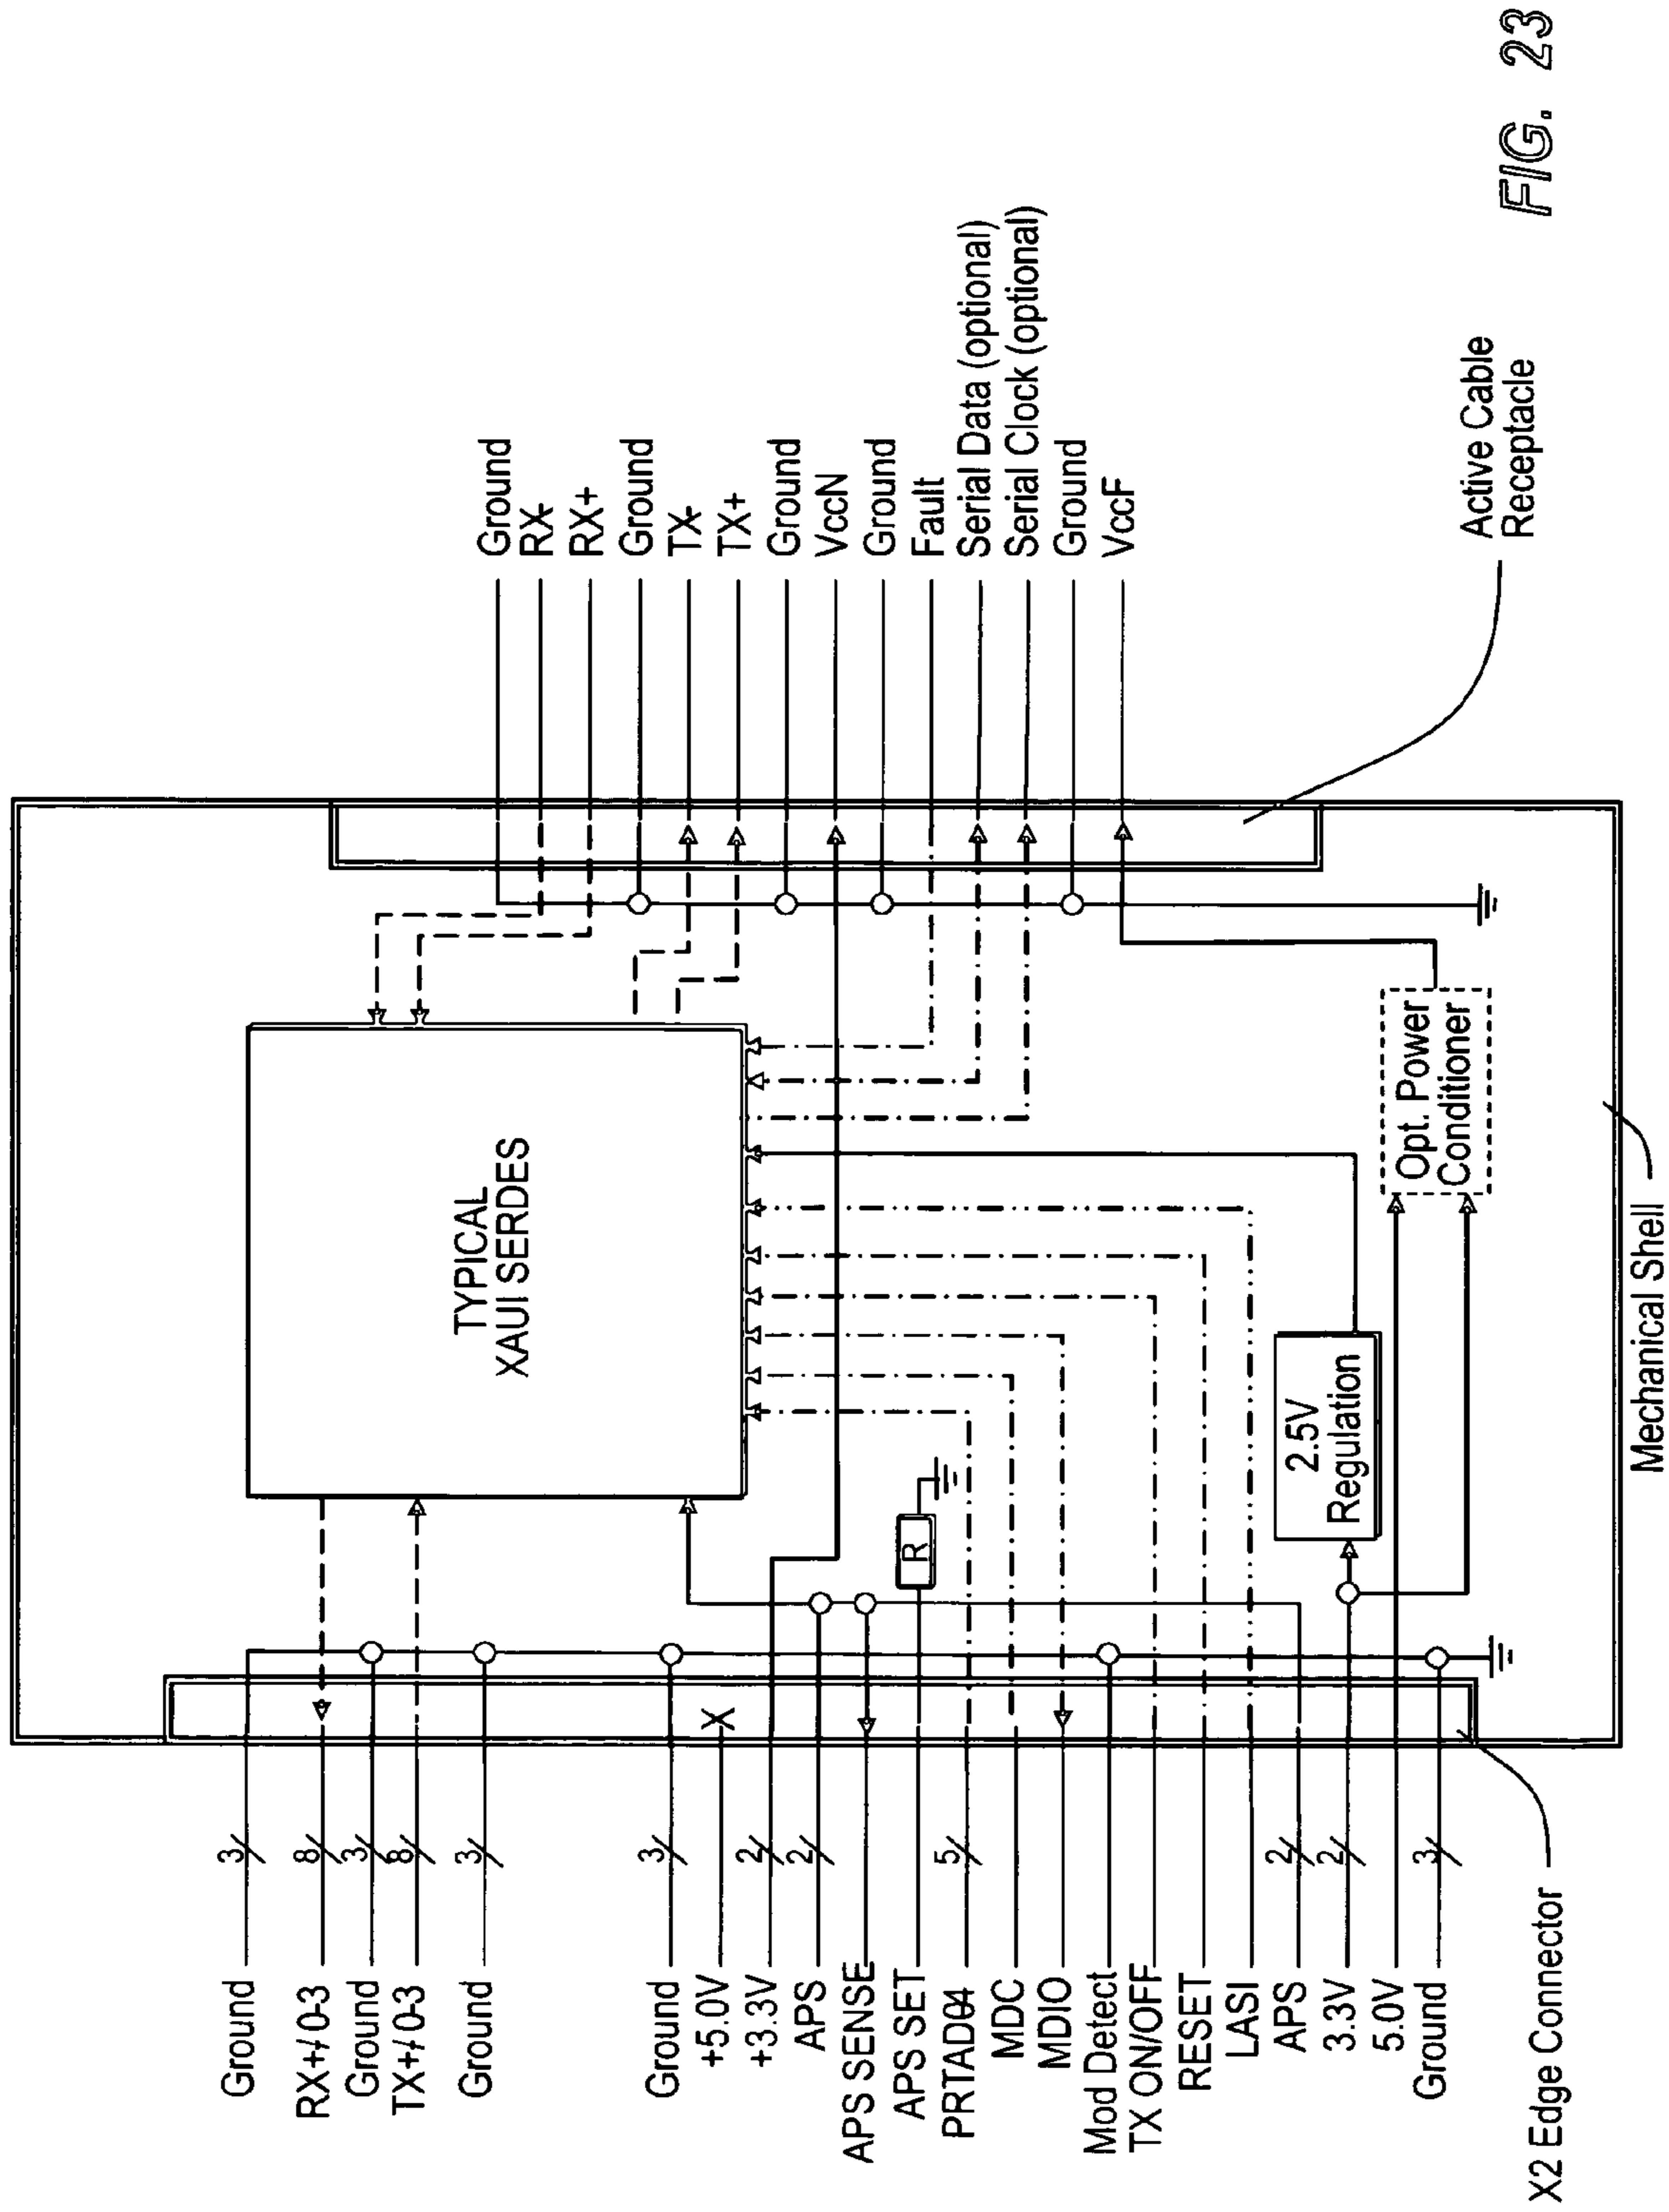 Ground
RX+/ 0-3
Ground
TX+/ 0-3
Ground
Ground
+5.0V
+3.3V
APS
APS SENSE
APS SET
PRTAD04
MDC
MDIO
Mod Detect
TX ON/OFF
RESET
LASI
APS
3.3V
5.0V
Ground
X2 Edge Connector
3
8
3
8
3
3
2
2
5
2
2
3
X
R
TYPICAL
XAUI SERDES
2.5V
Regulation
Opt. Power
Conditioner
Mechanical Shell
Ground
RX-
RX+
Ground
TX-
TX+
Ground
VccN
Ground
Fault
Serial Data (optional)
Serial Clock (optional)
Ground
VccF
Active Cable
Receptacle
FIG. 23